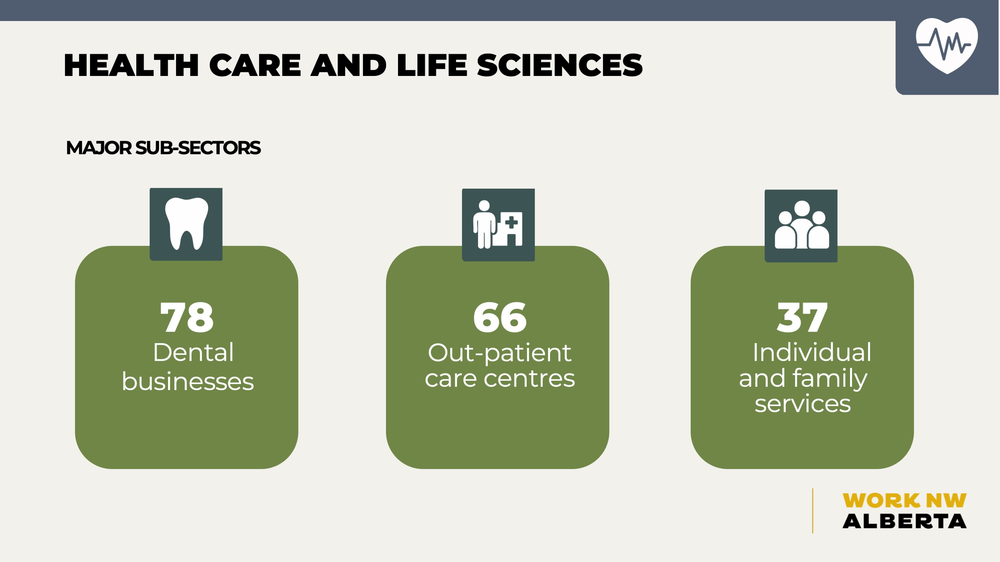 HEALTH CARE AND LIFE SCIENCES
MAJOR SUB-SECTORS
78
Dental
businesses
66
Out-patient
care centres
37
Individual
and family
services
WORK NW
ALBERTA